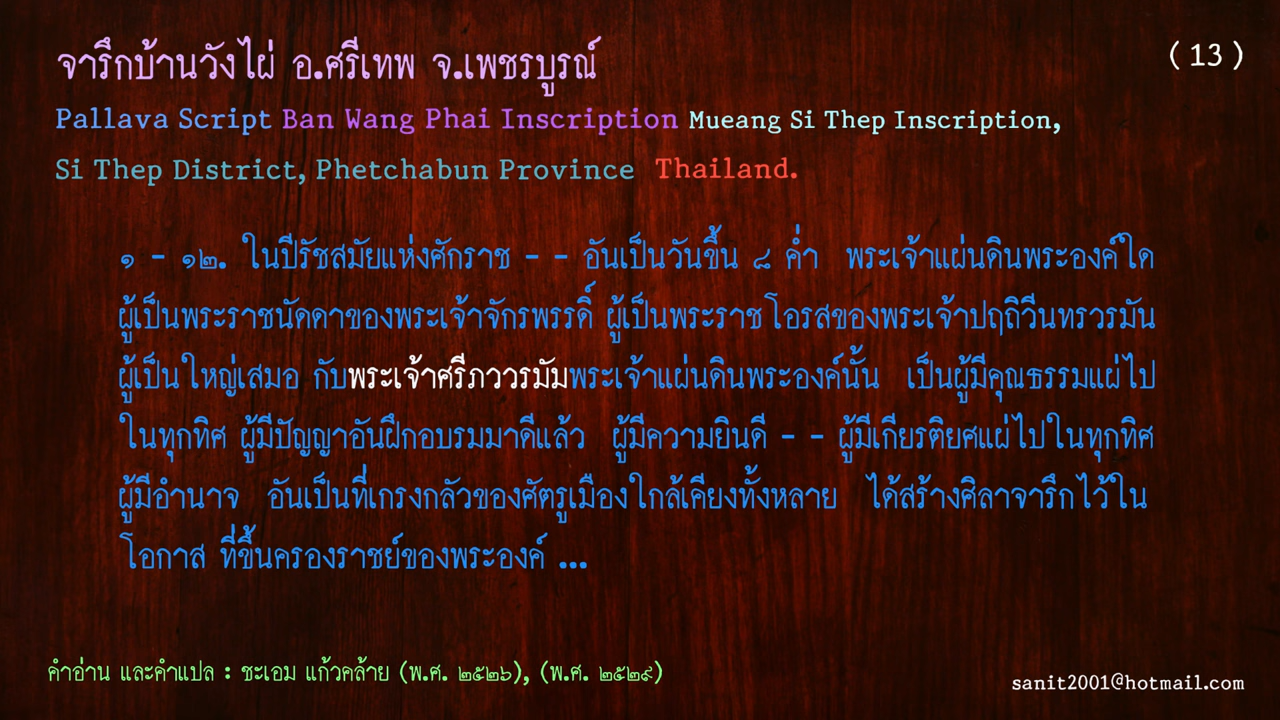 จารึกบ้านวังไผ่ อ.ศรีเทพ จ.เพชรบูรณ์
( 13 )
Pallava Script Ban Wang Phai Inscription Mueang Si Thep Inscription,
Si Thep District, Phetchabun Province Thailand.
๑ - ๑๒. ในปีรัชสมัยแห่งศักราช - - อันเป็นวันขึ้น ๘ ค่ำ พระเจ้าแผ่นดินพระองค์ใด
ผู้เป็นพระราชนัดดาของพระเจ้าจักรพรรดิ์ ผู้เป็นพระราชโอรสของพระเจ้าปฤถิวีนทรวรมัน
ผู้เป็นใหญ่เสมอ กับพระเจ้าศรีภววรมัมพระเจ้าแผ่นดินพระองค์นั้น เป็นผู้มีคุณธรรมแผ่ไป
ในทุกทิศ ผู้มีปัญญาอันฝึกอบรมมาดีแล้ว ผู้มีความยินดี - - ผู้มีเกียรติยศแผ่ไปในทุกทิศ
ผู้มีอำนาจ อันเป็นที่เกรงกลัวของศัตรูเมืองใกล้เคียงทั้งหลาย ได้สร้างศิลาจารึกไว้ใน
โอกาส ที่ขึ้นครองราชย์ของพระองค์ ...
คำอ่าน และคำแปล : ชะเอม แก้วคล้าย (พ.ศ. ๒๕๒๖), (พ.ศ. ๒๕๒๙)
sanit2001@hotmail.com